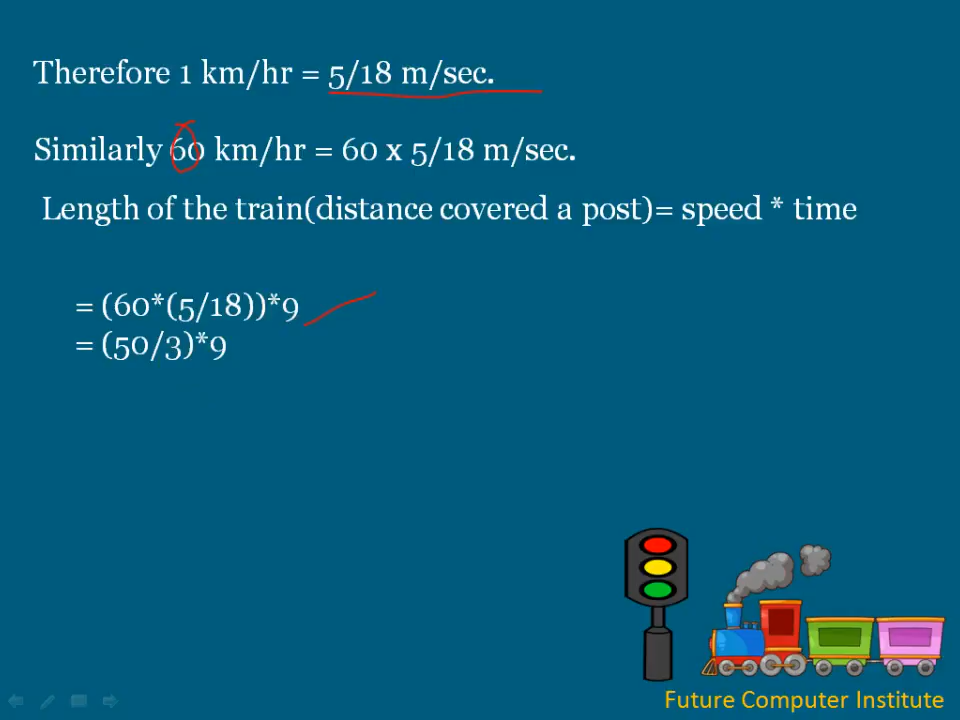 Therefore 1 km/hr = 5/18 m/sec.
Similarly 60 km/hr = 60 x 5/18 m/sec.
Length of the train(distance covered a post)= speed * time
= (60*(5/18))*9
= (50/3)*9
Future Computer Institute